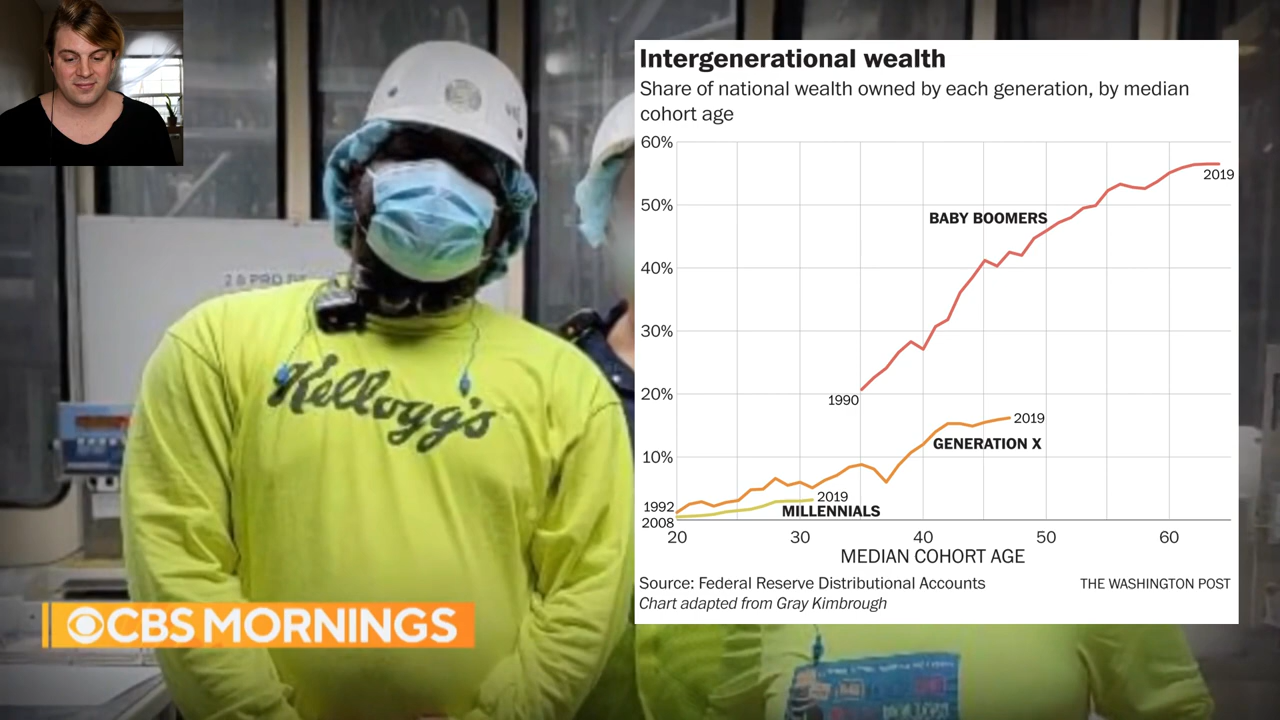 Intergenerational wealth
Share of national wealth owned by each generation, by median
cohort age
60%
2019
50%
BABY BOOMERS
40%
30%
20%
1990
2019
GENERATION X
10%
2019
1992
MILLENNIALS
2008
20
30
40
50
60
MEDIAN COHORT AGE
Source: Federal Reserve Distributional Accounts
THE WASHINGTON POST
Chart adapted from Gray Kimbrough
Kellogg's
CBS MORNINGS